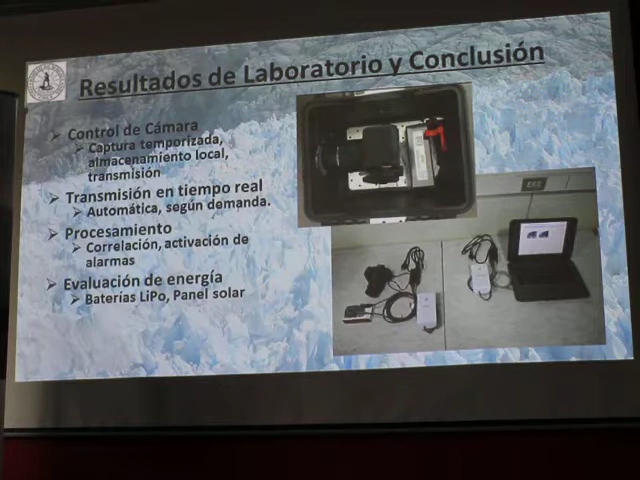 Resultados de Laboratorio y Conclusión
➢ Control de Cámara
➢ Captura temporizada,
almacenamiento local,
transmisión
➢ Transmisión en tiempo real
➢ Automática, según demanda.
➢ Procesamiento
➢ Correlación, activación de
alarmas
➢ Evaluación de energía
➢ Baterías LiPo, Panel solar